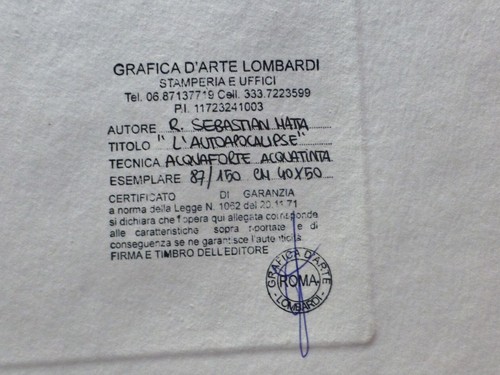 GRAFICA D'ARTE LOMBARDI
STAMPERIA E UFFICI
Tel. 06.87137719 Cell. 333.7223599
P.I. 11723241003
AUTORE R. SEBASTIAN MATTA
TITOLO "L'AUTOAPOCALIPSE"
TECNICA ACQUAFORTE ACQUATINTA
ESEMPLARE 87/150 CM 40X50
CERTIFICATO DI GARANZIA
a norma della Legge N. 1062 del 20.11.71
si dichiara che l'opera qui allegata corrisponde
alle caratteristiche sopra riportate e di
conseguenza se ne garantisce l'autenticità
FIRMA E TIMBRO DELL'EDITORE
GRAFICA D'ARTE
ROMA
LOMBARDI